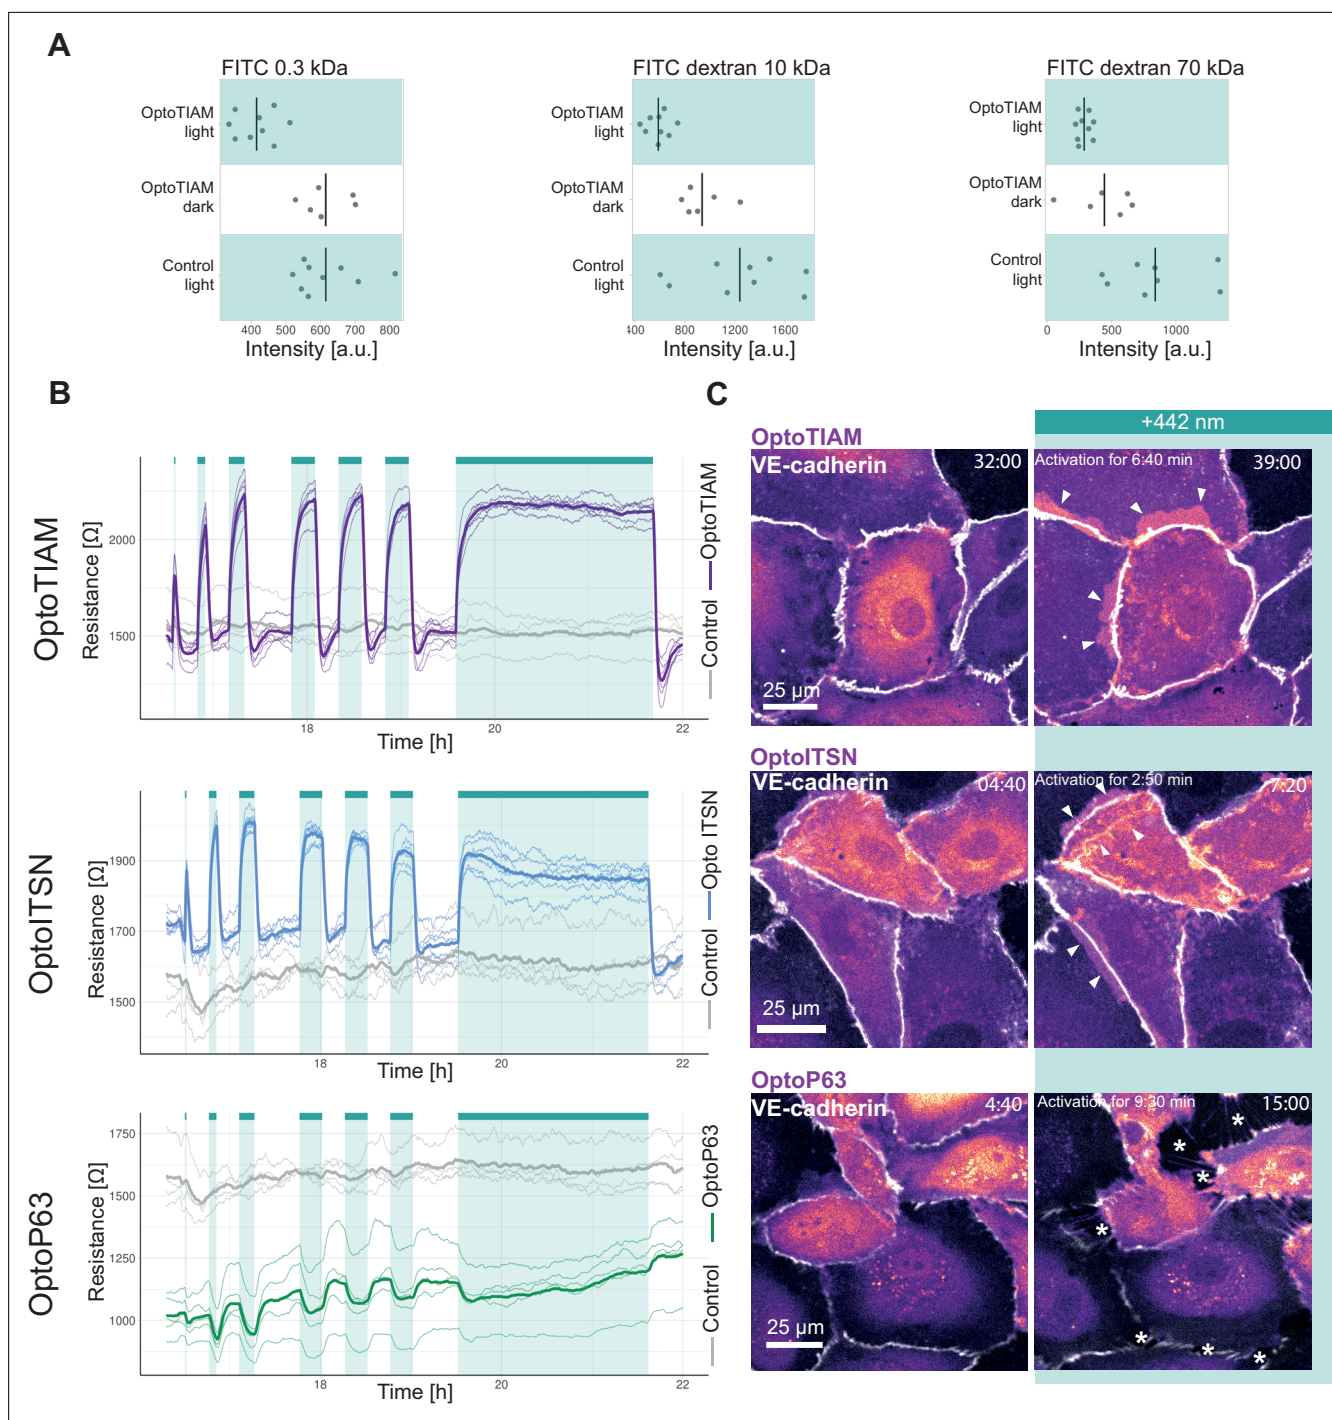 A
FITC 0.3 kDa
OptoTIAM
light
OptoTIAM
dark
Control
light
400 500 600 700 800
Intensity [a.u.]
FITC dextran 10 kDa
OptoTIAM
light
OptoTIAM
dark
Control
light
400 800 1200 1600
Intensity [a.u.]
FITC dextran 70 kDa
OptoTIAM
light
OptoTIAM
dark
Control
light
0 500 1000
Intensity [a.u.]
B
OptoTIAM
Resistance [Ω]
2000
1500
18 20 22
Time [h]
Control OptoTIAM
OptoITSN
Resistance [Ω]
1900
1700
1500
18 20 22
Time [h]
Control Opto ITSN
OptoP63
Resistance [Ω]
1750
1500
1250
1000
18 20 22
Time [h]
Control OptoP63
C
+442 nm
OptoTIAM
VE-cadherin
32:00
25 µm
Activation for 6:40 min
39:00
OptoITSN
VE-cadherin
04:40
25 µm
Activation for 2:50 min
7:20
OptoP63
VE-cadherin
4:40
25 µm
Activation for 9:30 min
15:00
* * * * * * * *